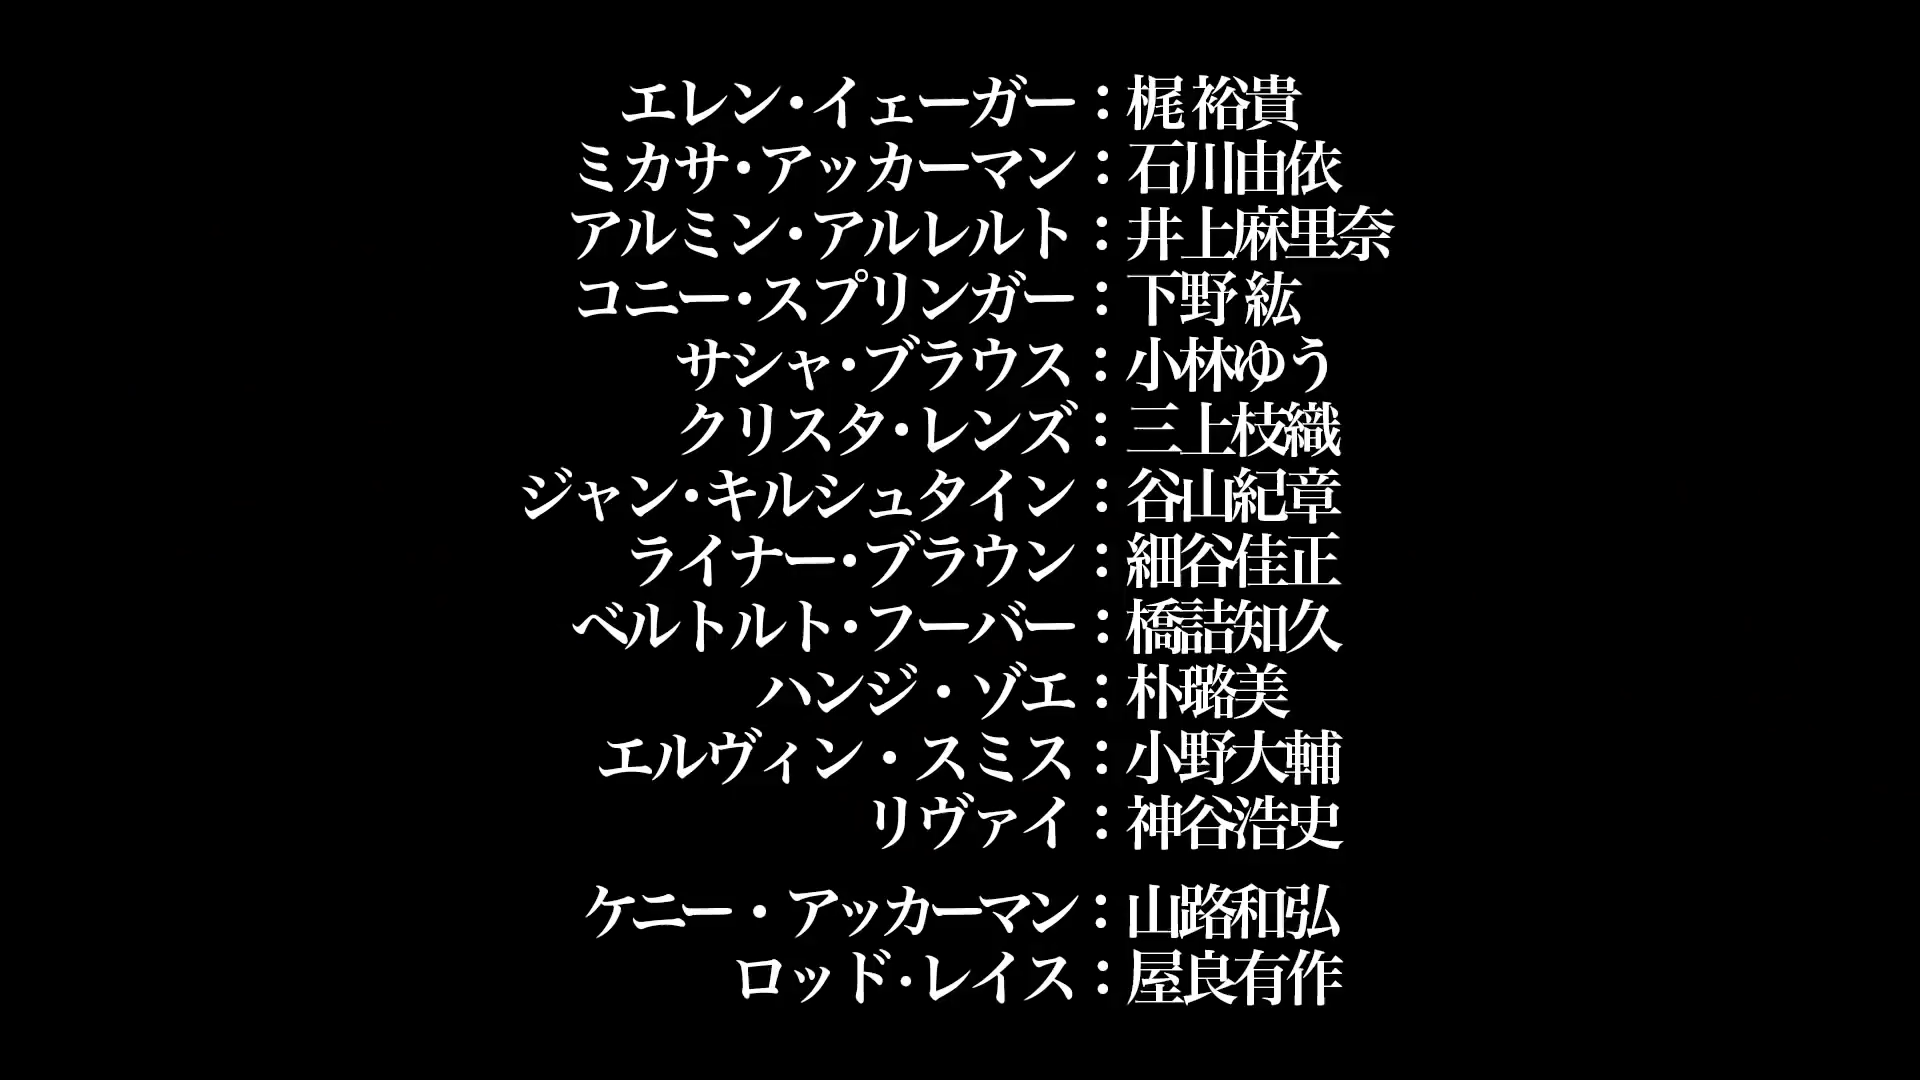 エレン・イェーガー：梶 裕貴
ミカサ・アッカーマン：石川由依
アルミン・アルレルト：井上麻里奈
コニー・スプリンガー：下野 紘
サシャ・ブラウス：小林ゆう
クリスタ・レンズ：三上枝織
ジャン・キルシュタイン：谷山紀章
ライナー・ブラウン：細谷佳正
ベルトルト・フーバー：橋詰知久
ハンジ・ゾエ：朴璐美
エルヴィン・スミス：小野大輔
リヴァイ：神谷浩史
ケニー・アッカーマン：山路和弘
ロッド・レイス：屋良有作